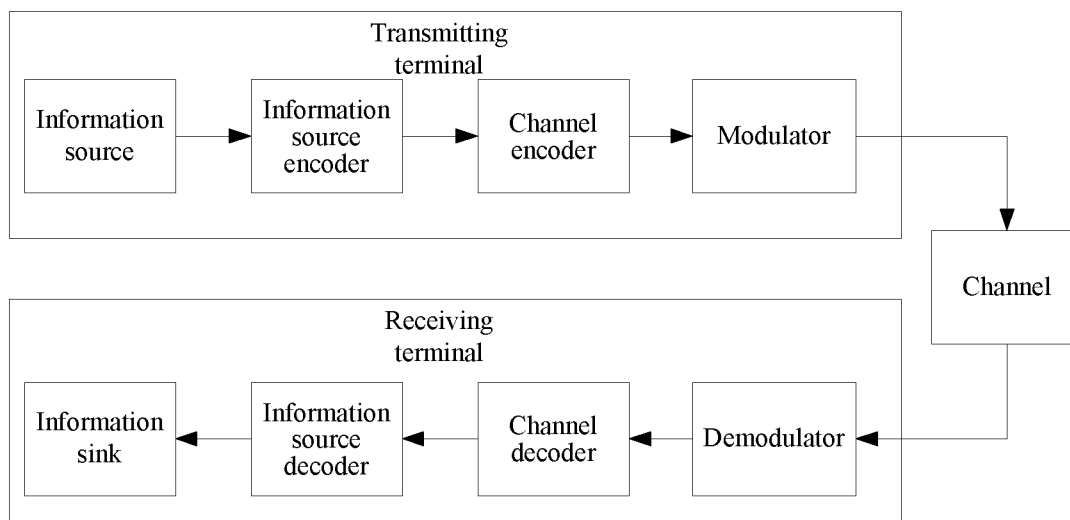 Transmitting
terminal
Information
source
Information
source
encoder
Channel
encoder
Modulator
Channel
Receiving
terminal
Information
sink
Information
source
decoder
Channel
decoder
Demodulator